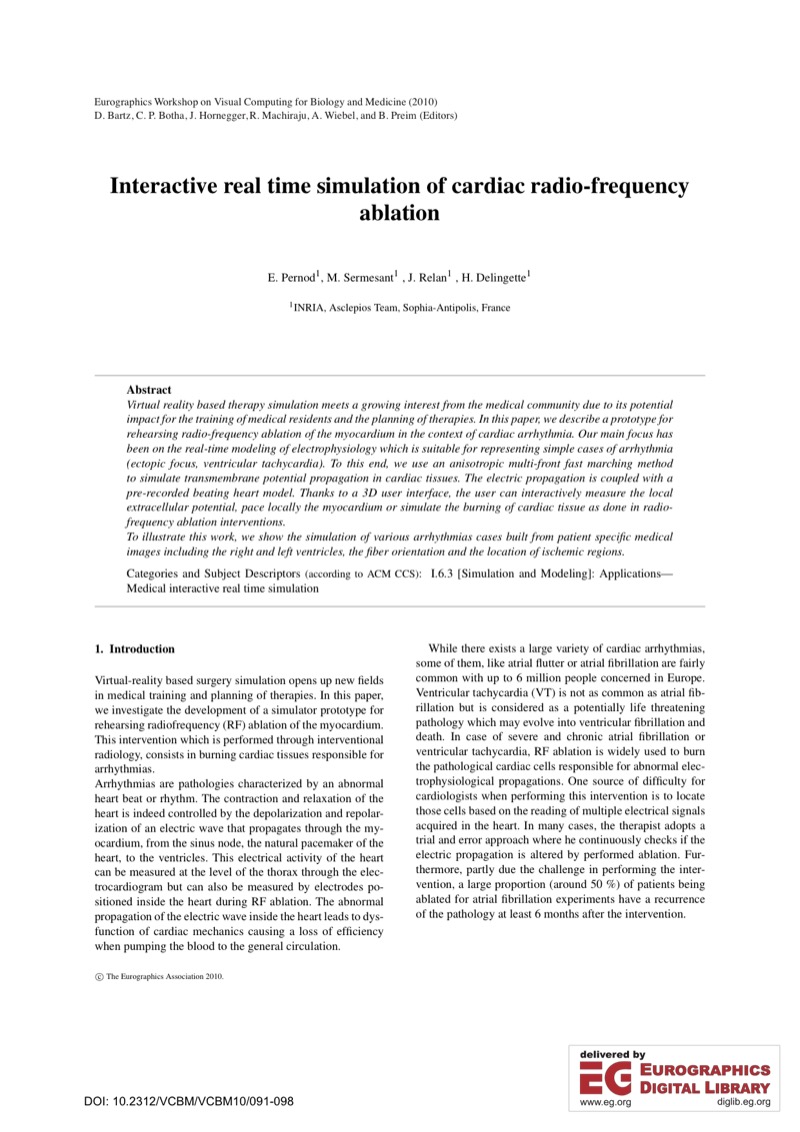 Eurographics Workshop on Visual Computing for Biology and Medicine (2010)
D. Bartz, C. P. Botha, J. Hornegger, R. Machiraju, A. Wiebel, and B. Preim (Editors)
Interactive real time simulation of cardiac radio-frequency
ablation
E. Pernod1, M. Sermesant1 , J. Relan1 , H. Delingette1
1INRIA, Asclepios Team, Sophia-Antipolis, France
Abstract
Virtual reality based therapy simulation meets a growing interest from the medical community due to its potential
impact for the training of medical residents and the planning of therapies. In this paper, we describe a prototype for
rehearsing radio-frequency ablation of the myocardium in the context of cardiac arrhythmia. Our main focus has
been on the real-time modeling of electrophysiology which is suitable for representing simple cases of arrhythmia
(ectopic focus, ventricular tachycardia). To this end, we use an anisotropic multi-front fast marching method
to simulate transmembrane potential propagation in cardiac tissues. The electric propagation is coupled with a
pre-recorded beating heart model. Thanks to a 3D user interface, the user can interactively measure the local
extracellular potential, pace locally the myocardium or simulate the burning of cardiac tissue as done in radio-
frequency ablation interventions.
To illustrate this work, we show the simulation of various arrhythmias cases built from patient specific medical
images including the right and left ventricles, the fiber orientation and the location of ischemic regions.
Categories and Subject Descriptors (according to ACM CCS): I.6.3 [Simulation and Modeling]: Applications—
Medical interactive real time simulation
1. Introduction
Virtual-reality based surgery simulation opens up new fields
in medical training and planning of therapies. In this paper,
we investigate the development of a simulator prototype for
rehearsing radiofrequency (RF) ablation of the myocardium.
This intervention which is performed through interventional
radiology, consists in burning cardiac tissues responsible for
arrhythmias.
Arrhythmias are pathologies characterized by an abnormal
heart beat or rhythm. The contraction and relaxation of the
heart is indeed controlled by the depolarization and repolar-
ization of an electric wave that propagates through the my-
ocardium, from the sinus node, the natural pacemaker of the
heart, to the ventricles. This electrical activity of the heart
can be measured at the level of the thorax through the elec-
trocardiogram but can also be measured by electrodes po-
sitioned inside the heart during RF ablation. The abnormal
propagation of the electric wave inside the heart leads to dys-
function of cardiac mechanics causing a loss of efficiency
when pumping the blood to the general circulation.
While there exists a large variety of cardiac arrhythmias,
some of them, like atrial flutter or atrial fibrillation are fairly
common with up to 6 million people concerned in Europe.
Ventricular tachycardia (VT) is not as common as atrial fib-
rillation but is considered as a potentially life threatening
pathology which may evolve into ventricular fibrillation and
death. In case of severe and chronic atrial fibrillation or
ventricular tachycardia, RF ablation is widely used to burn
the pathological cardiac cells responsible for abnormal elec-
trophysiological propagations. One source of difficulty for
cardiologists when performing this intervention is to locate
those cells based on the reading of multiple electrical signals
acquired in the heart. In many cases, the therapist adopts a
trial and error approach where he continuously checks if the
electric propagation is altered by performed ablation. Fur-
thermore, partly due the challenge in performing the inter-
vention, a large proportion (around 50 %) of patients being
ablated for atrial fibrillation experiments have a recurrence
of the pathology at least 6 months after the intervention.
© The Eurographics Association 2010.
delivered by
EG EUROGRAPHICS
DIGITAL LIBRARY
www.eg.org diglib.eg.org
DOI: 10.2312/VCBM/VCBM10/091-098